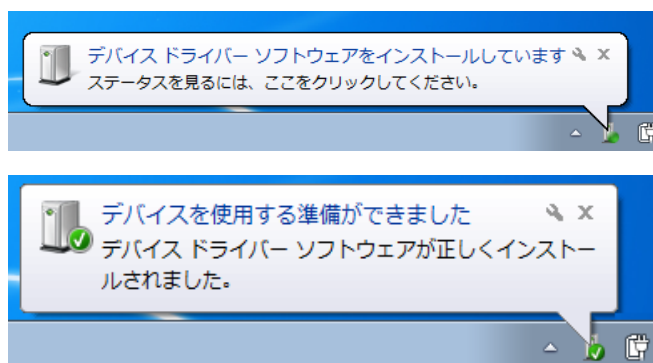 デバイス ドライバー ソフトウェアをインストールしています
ステータスを見るには、ここをクリックしてください。
デバイスを使用する準備ができました
デバイス ドライバー ソフトウェアが正しくインストー
ルされました。